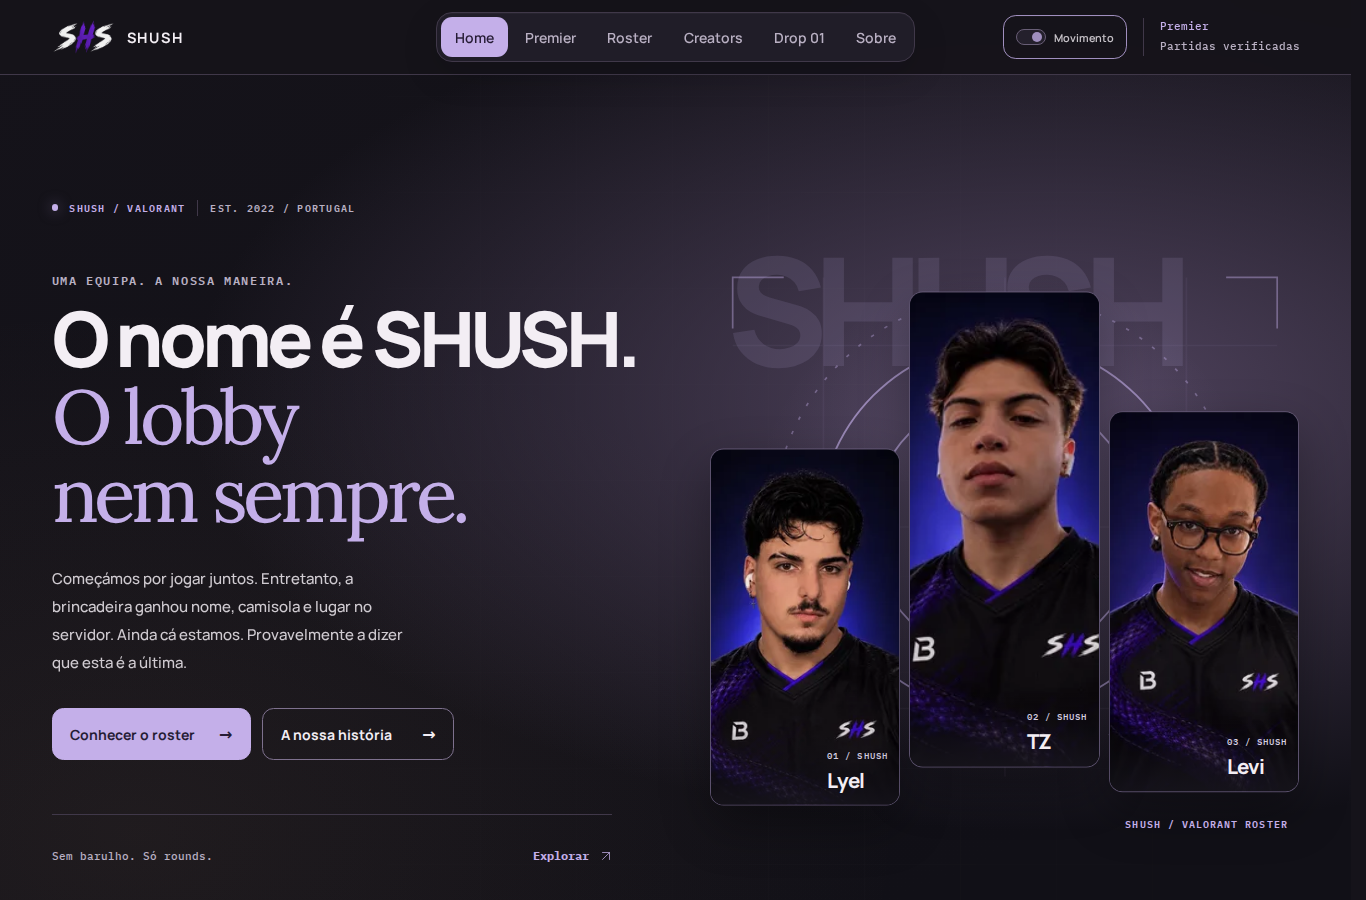 SHS SHUSH
Home Premier Roster Creators Drop 01 Sobre
Movimento
Premier
Partidas verificadas
SHUSH / VALORANT EST. 2022 / PORTUGAL
UMA EQUIPA. A NOSSA MANEIRA.
O nome é SHUSH.
O lobby
nem sempre.
Começámos por jogar juntos. Entretanto, a
brincadeira ganhou nome, camisola e lugar no
servidor. Ainda cá estamos. Provavelmente a dizer
que esta é a última.
Conhecer o roster →
A nossa história →
Sem barulho. Só rounds.
Explorar
SHUSH
B SHS
01 / SHUSH
Lyel
B SHS
02 / SHUSH
TZ
B SHS
03 / SHUSH
Levi
SHUSH / VALORANT ROSTER